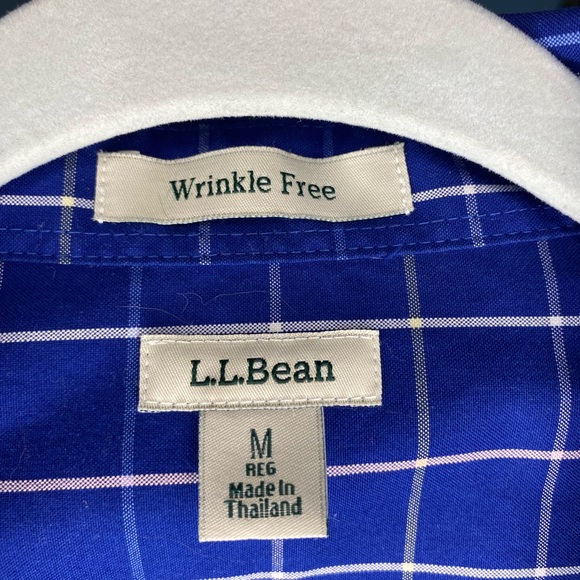 Wrinkle Free
L.L.Bean
M
REG
Made In
Thailand